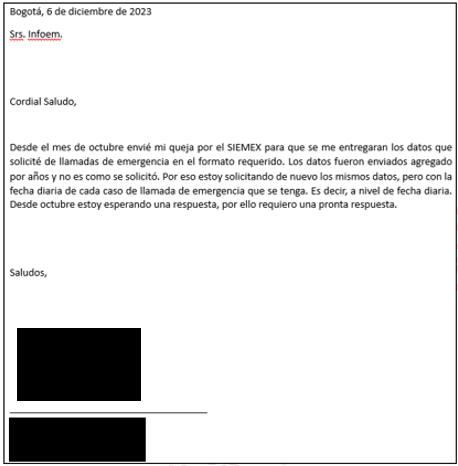 Bogotá, 6 de diciembre de 2023
Srs. Infoem.
Cordial Saludo,
Desde el mes de octubre envié mi queja por el SIEMEX para que se me entregaran los datos que
solicité de llamadas de emergencia en el formato requerido. Los datos fueron enviados agregado
por años y no es como se solicitó. Por eso estoy solicitando de nuevo los mismos datos, pero con la
fecha diaria de cada caso de llamada de emergencia que se tenga. Es decir, a nivel de fecha diaria.
Desde octubre estoy esperando una respuesta, por ello requiero una pronta respuesta.
Saludos,